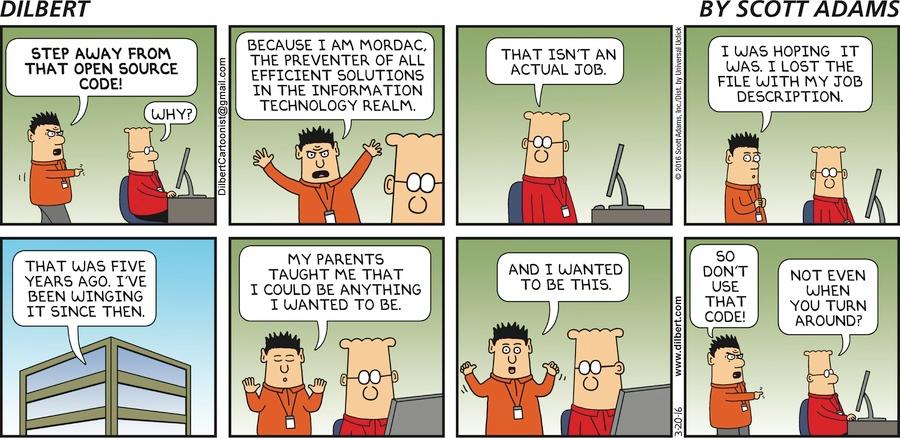 DILBERT
BY SCOTT ADAMS
STEP AWAY FROM
THAT OPEN SOURCE
CODE!
WHY?
DilbertCartoonist@gmail.com
BECAUSE I AM MORDAC,
THE PREVENTER OF ALL
EFFICIENT SOLUTIONS
IN THE INFORMATION
TECHNOLOGY REALM.
THAT ISN'T AN
ACTUAL JOB.
© 2016 Scott Adams, Inc./Dist. by Universal Uclick
I WAS HOPING IT
WAS. I LOST THE
FILE WITH MY JOB
DESCRIPTION.
THAT WAS FIVE
YEARS AGO. I'VE
BEEN WINGING
IT SINCE THEN.
MY PARENTS
TAUGHT ME THAT
I COULD BE ANYTHING
I WANTED TO BE.
AND I WANTED
TO BE THIS.
www.dilbert.com
3-20-16
SO
DON'T
USE
THAT
CODE!
NOT EVEN
WHEN
YOU TURN
AROUND?